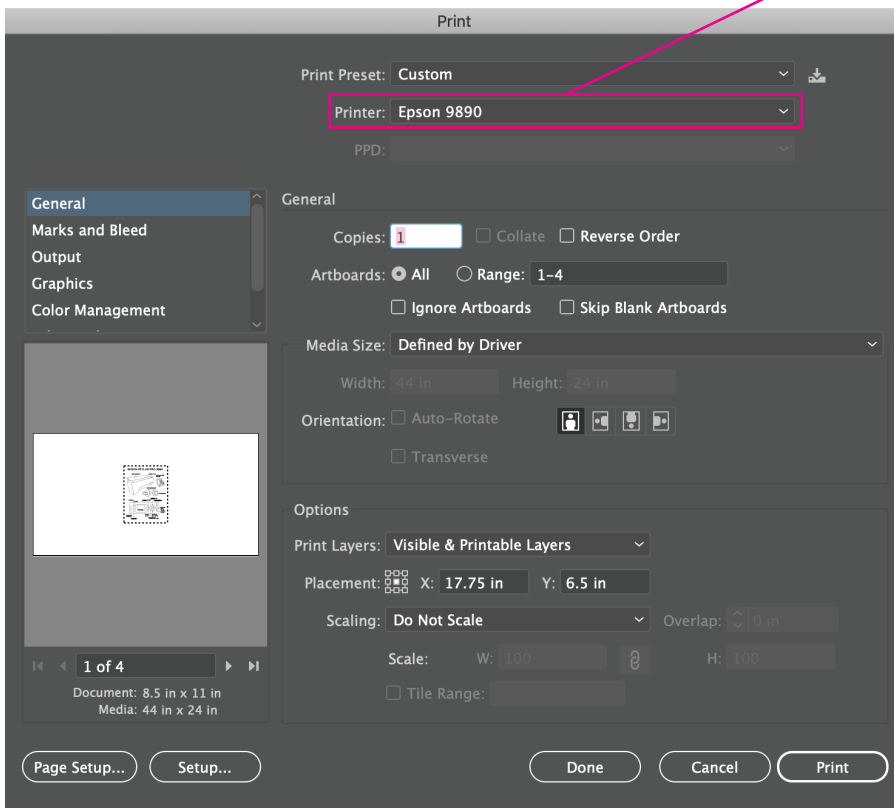 Print
Print Preset: Custom
Printer: Epson 9890
PPD:
General
Marks and Bleed
Output
Graphics
Color Management
General
Copies: 1 Collate Reverse Order
Artboards: All Range: 1–4
Ignore Artboards Skip Blank Artboards
Media Size: Defined by Driver
Width: 44 in Height: 24 in
Orientation: Auto-Rotate
Transverse
Options
Print Layers: Visible & Printable Layers
Placement: X: 17.75 in Y: 6.5 in
Scaling: Do Not Scale Overlap: 0 in
Scale: W: 100 H: 100
Tile Range:
1 of 4
Document: 8.5 in x 11 in
Media: 44 in x 24 in
Page Setup... Setup... Done Cancel Print